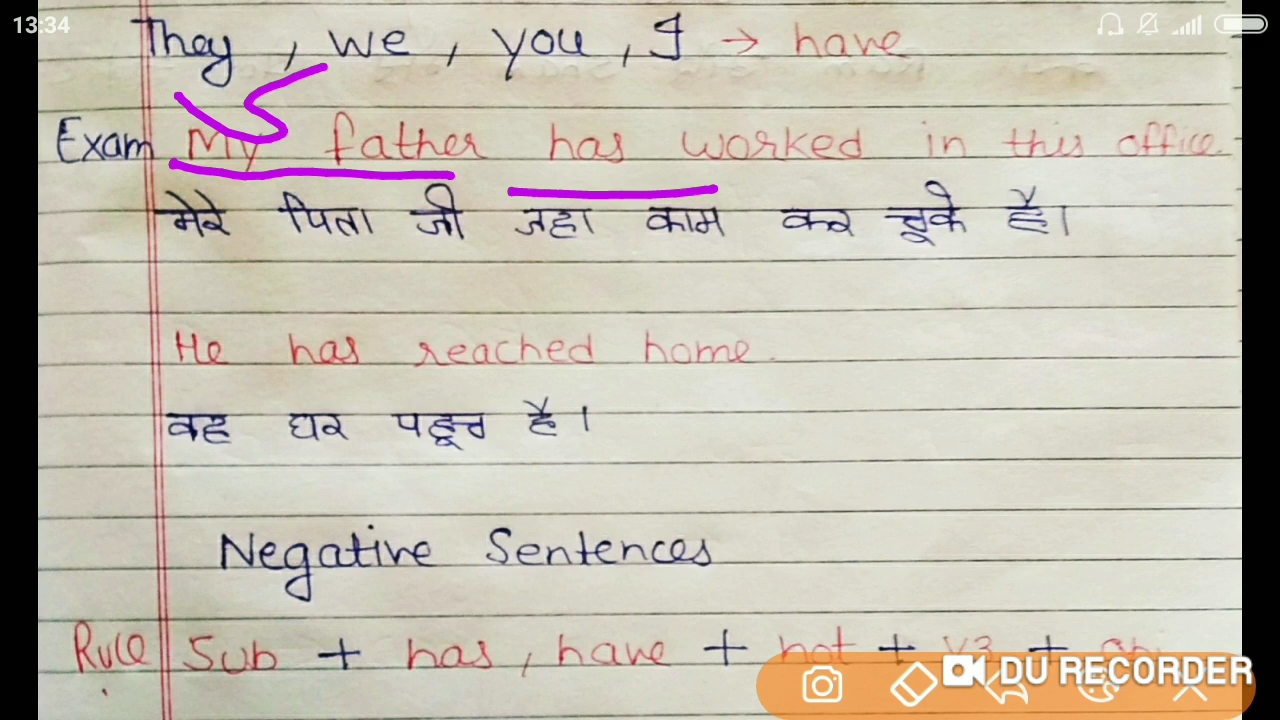 13:34
They, we, you, I → have
Exam My father has worked in this office.
मेरे पिता जी जहा काम कर चूके है।
He has reached home.
वह घर पहूच है।
Negative Sentences
Rule Sub + has, have + not + V3 +
DU RECORDER